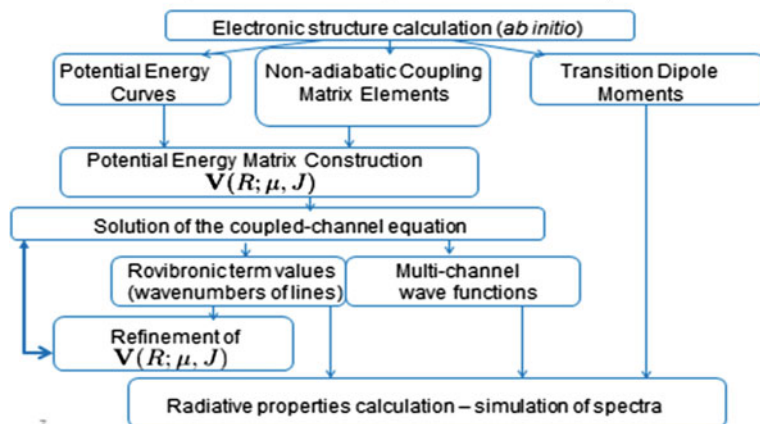 Electronic structure calculation (ab initio)
Potential Energy
Curves
Non-adiabatic Coupling
Matrix Elements
Transition Dipole
Moments
Potential Energy Matrix Construction
V(R; μ, J)
Solution of the coupled-channel equation
Rovibronic term values
(wavenumbers of lines)
Multi-channel
wave functions
Refinement of
V(R; μ, J)
Radiative properties calculation – simulation of spectra